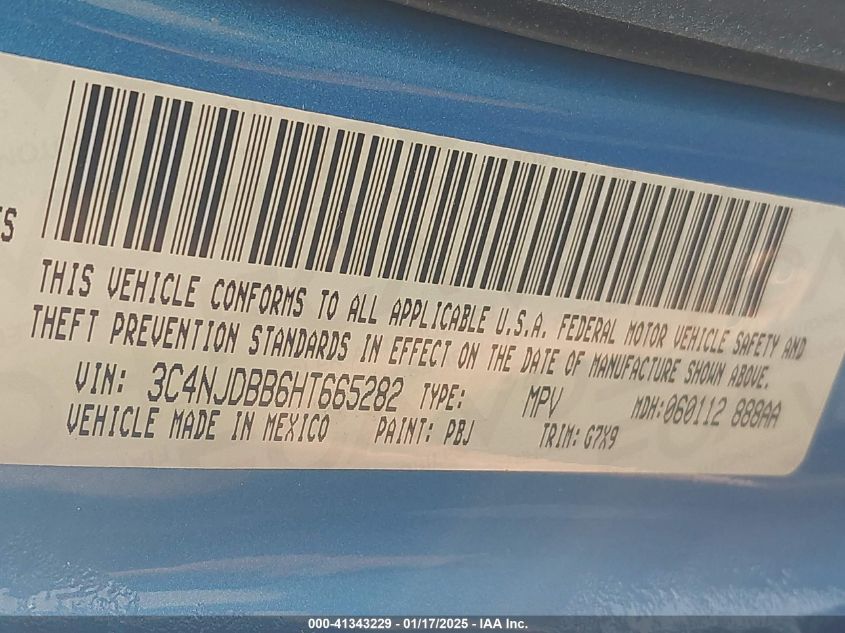 THIS VEHICLE CONFORMS TO ALL APPLICABLE U.S.A. FEDERAL MOTOR VEHICLE SAFETY AND
THEFT PREVENTION STANDARDS IN EFFECT ON THE DATE OF MANUFACTURE SHOWN ABOVE.
VIN: 3C4NJDBB6HT665282 TYPE: MPV MDH:060112 888AA
VEHICLE MADE IN MEXICO PAINT: PBJ TRIM: G7X9
000-41343229 - 01/17/2025 - IAA Inc.